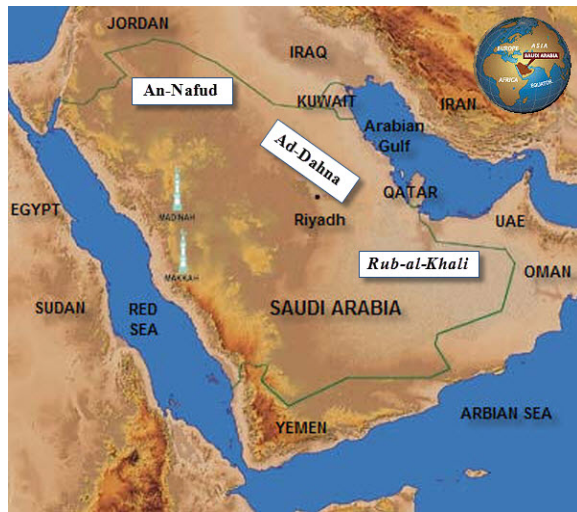 JORDAN
IRAQ
EUROPE
ASIA
SAUDI ARABIA
AFRICA
EQUATOR
An-Nafud
KUWAIT
IRAN
Arabian
Gulf
Ad-Dahna
QATAR
EGYPT
MADINAH
Riyadh
UAE
MAKKAH
Rub-al-Khali
OMAN
SUDAN
RED
SEA
SAUDI ARABIA
YEMEN
ARBIAN SEA